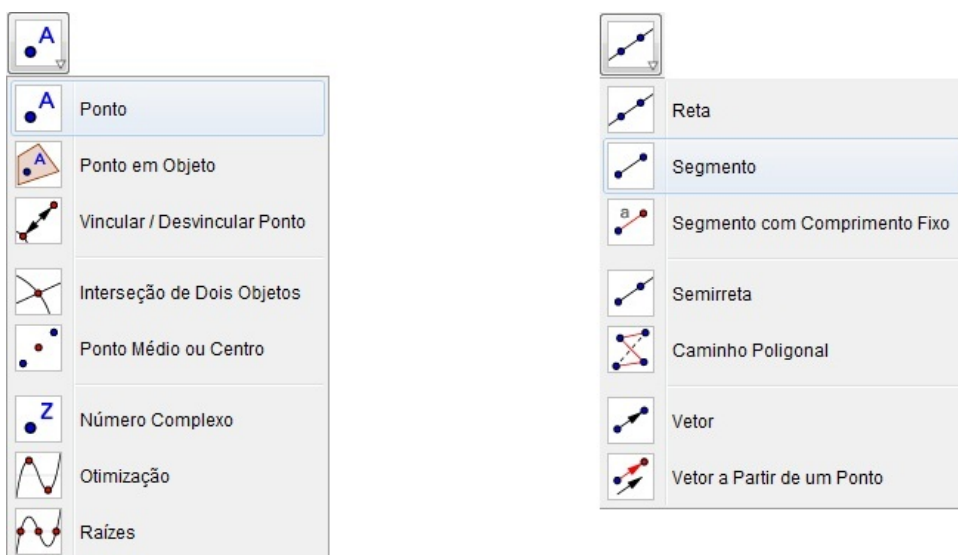 A
A
Ponto
A
Ponto em Objeto
Vincular / Desvincular Ponto
Interseção de Dois Objetos
Ponto Médio ou Centro
Z
Número Complexo
Otimização
Raízes
Reta
Segmento
a
Segmento com Comprimento Fixo
Semirreta
Caminho Poligonal
Vetor
Vetor a Partir de um Ponto